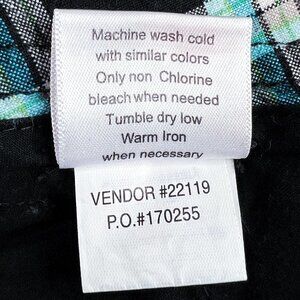 Machine wash cold
with similar colors
Only non Chlorine
bleach when needed
Tumble dry low
Warm Iron
when necessary
VENDOR #22119
P.O.#170255